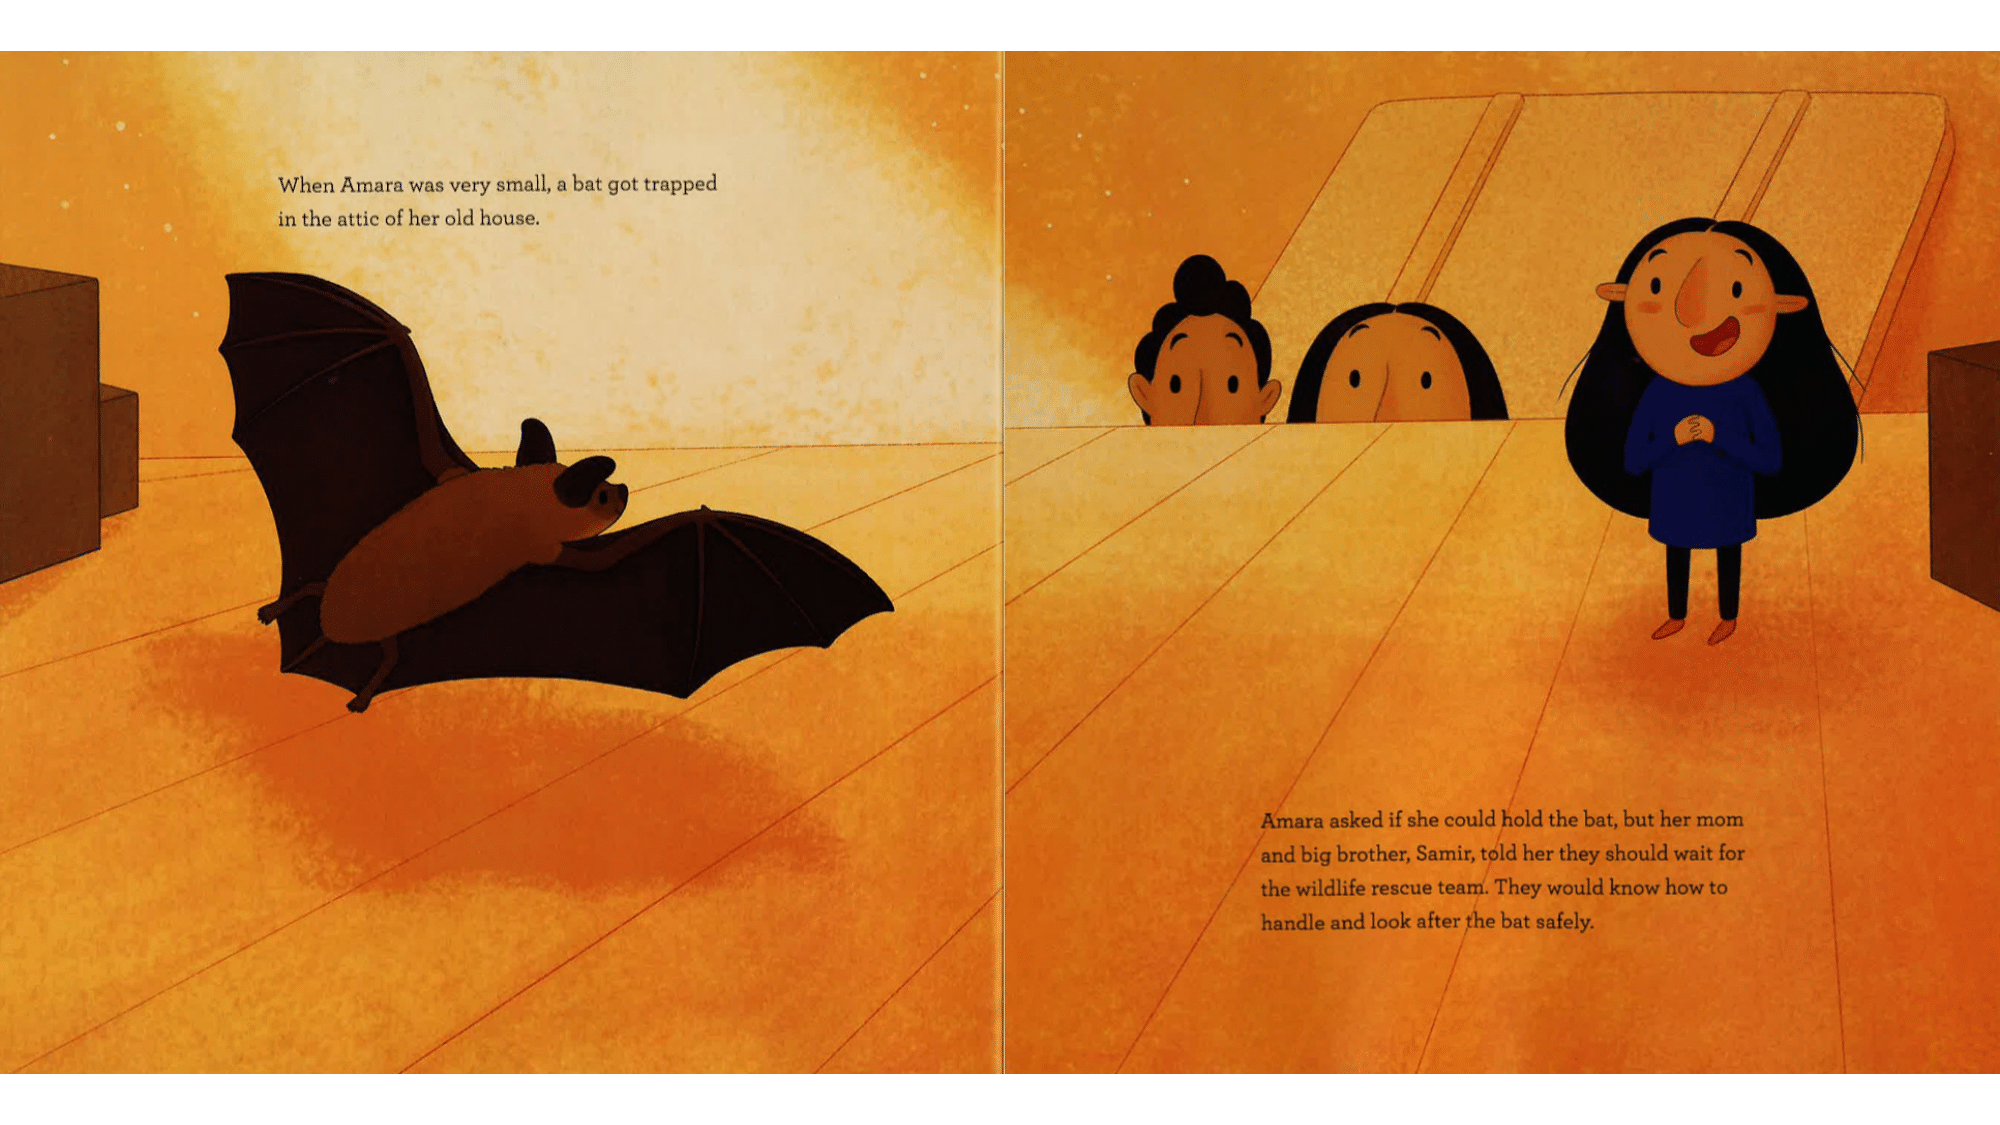 When Amara was very small, a bat got trapped
in the attic of her old house.
Amara asked if she could hold the bat, but her mom
and big brother, Samir, told her they should wait for
the wildlife rescue team. They would know how to
handle and look after the bat safely.